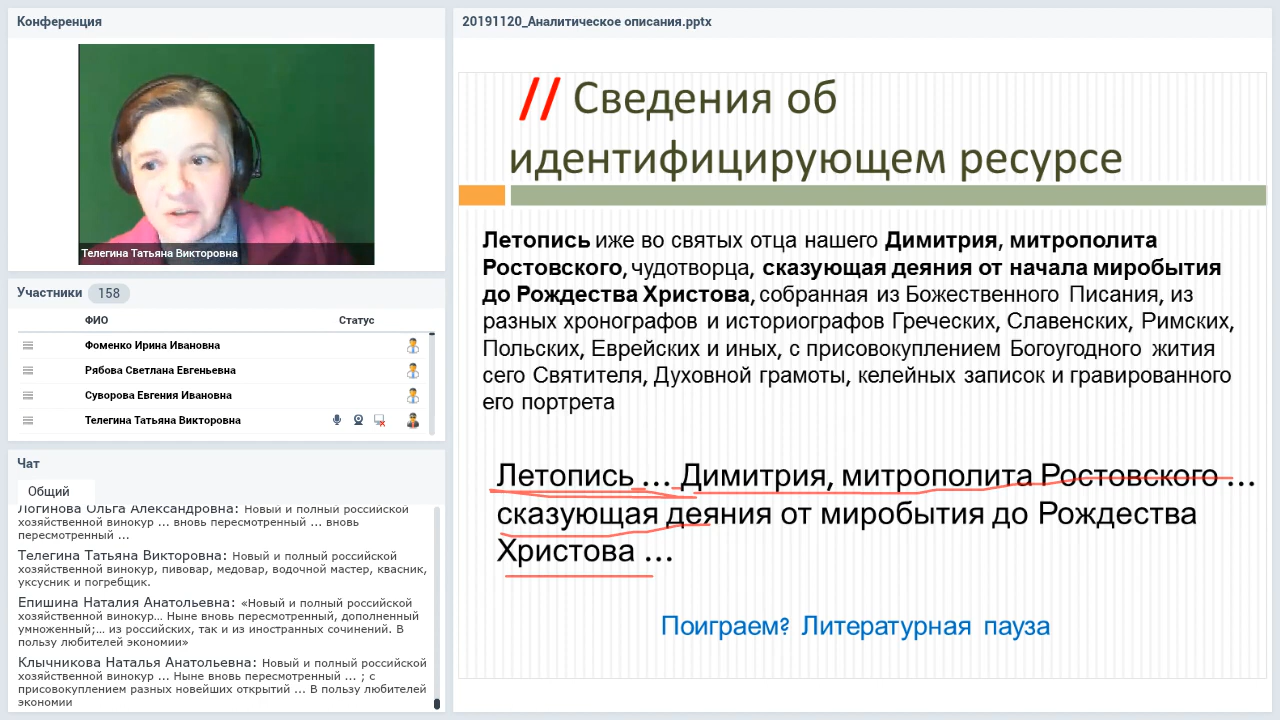 Конференция
Телегина Татьяна Викторовна
Участники 158
ФИО Статус
Фоменко Ирина Ивановна
Рябова Светлана Евгеньевна
Суворова Евгения Ивановна
Телегина Татьяна Викторовна
Чат
Общий
Логинова Ольга Александровна: Новый и полный российской
хозяйственной винокур ... вновь пересмотренный ... вновь
пересмотренный ...
Телегина Татьяна Викторовна: Новый и полный российской
хозяйственной винокур, пивовар, медовар, водочной мастер, квасник,
уксусник и погребщик.
Епишина Наталия Анатольевна: «Новый и полный российской
хозяйственной винокур... Ныне вновь пересмотренный, дополненный
умноженный;... из российских, так и из иностранных сочинений. В
пользу любителей экономии»
Клычникова Наталья Анатольевна: Новый и полный российской
хозяйственной винокур ... Ныне вновь пересмотренный ... ; с
присовокуплением разных новейших открытий ... В пользу любителей
экономии
20191120_Аналитическое описания.pptx
// Сведения об
идентифицирующем ресурсе
Летопись иже во святых отца нашего Димитрия, митрополита
Ростовского, чудотворца, сказующая деяния от начала миробытия
до Рождества Христова, собранная из Божественного Писания, из
разных хронографов и историографов Греческих, Славенских, Римских,
Польских, Еврейских и иных, с присовокуплением Богоугодного жития
сего Святителя, Духовной грамоты, келейных записок и гравированного
его портрета
Летопись ... Димитрия, митрополита Ростовского ...
сказующая деяния от миробытия до Рождества
Христова ...
Поиграем? Литературная пауза